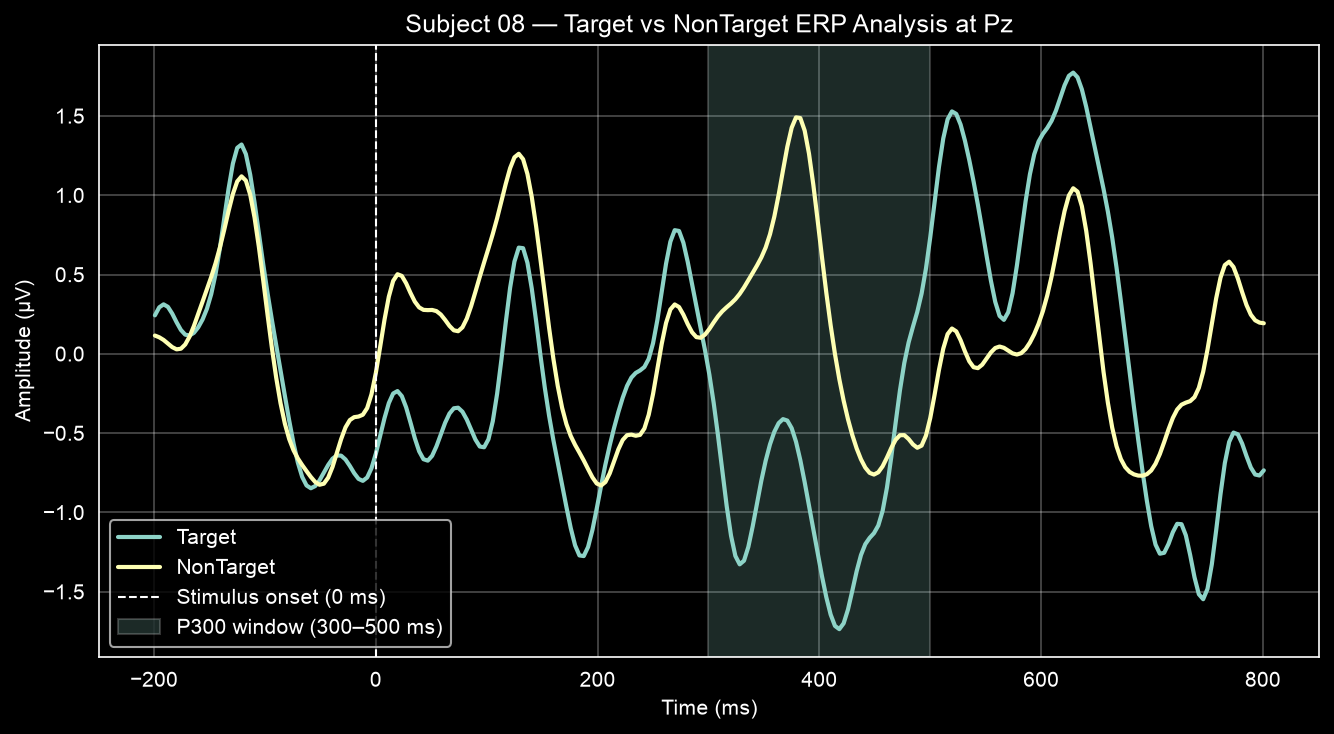 Subject 08 — Target vs NonTarget ERP Analysis at Pz
Amplitude (µV)
1.5
1.0
0.5
0.0
−0.5
−1.0
−1.5
Target
NonTarget
Stimulus onset (0 ms)
P300 window (300–500 ms)
−200
0
200
400
600
800
Time (ms)